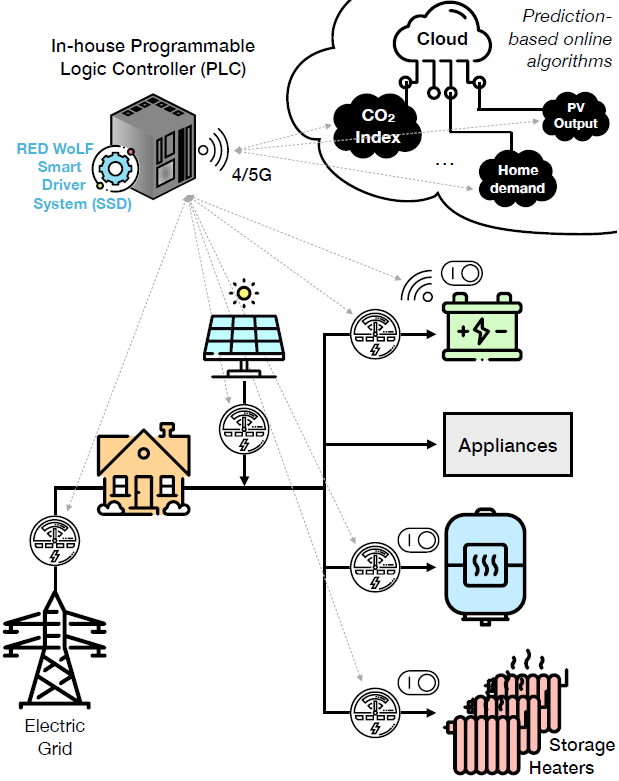 In-house Programmable
Logic Controller (PLC)
RED WoLF
Smart
Driver
System (SSD)
4/5G
Prediction-
based online
algorithms
Cloud
CO₂
Index
PV
Output
...
Home
demand
Appliances
Electric
Grid
Storage
Heaters